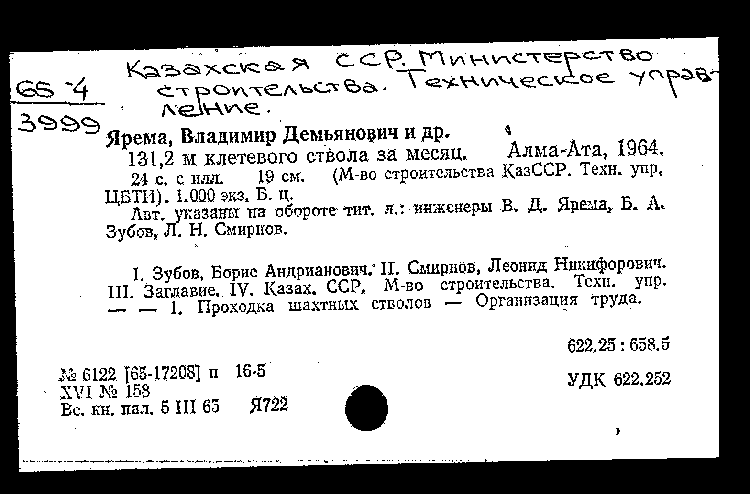 Казахская ССР. Министерство
строительства. Техническое управ-
ление.
65-4
3999
Ярема, Владимир Демьянович и др.
131,2 м клетевого ствола за месяц. Алма-Ата, 1964.
24 с. с илл. 19 см. (М-во строительства КазССР. Техн. упр.
ЦБТИ). 1.000 экз. Б. ц.
Авт. указаны на обороте тит. л.: инженеры В. Д. Ярема, Б. А.
Зубов, Л. Н. Смирнов.
I. Зубов, Борис Андрианович. II. Смирнов, Леонид Никифорович.
III. Заглавие. IV. Казах. ССР. М-во строительства. Техн. упр.
— — 1. Проходка шахтных стволов — Организация труда.
622.25 : 658.5
№ 6122 [65-17208] п 16-5
УДК 622.252
XVI № 158
Вс. кн. пал. 5 III 65 Я722